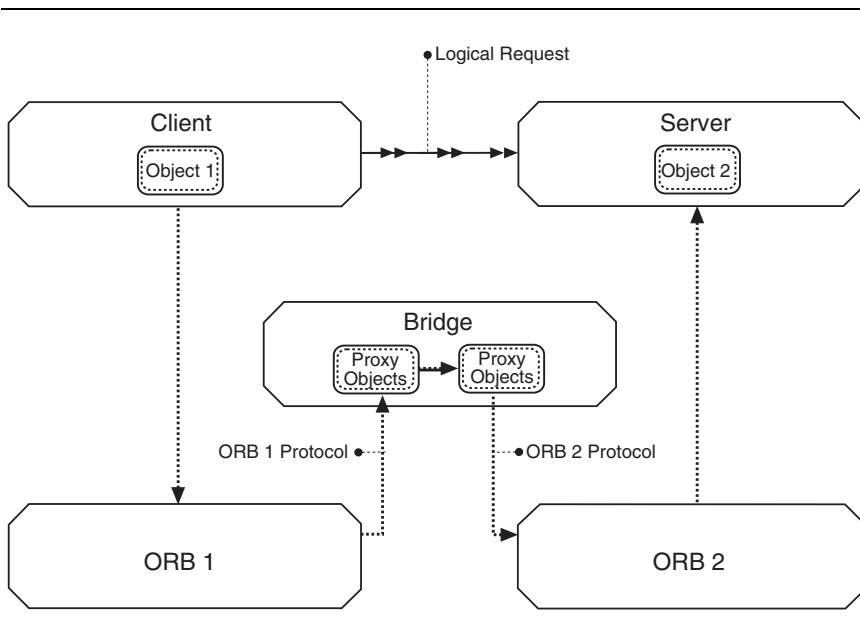 Logical Request
Client
Server
Object 1
Object 2
Bridge
Proxy
Objects
Proxy
Objects
ORB 1 Protocol
ORB 2 Protocol
ORB 1
ORB 2